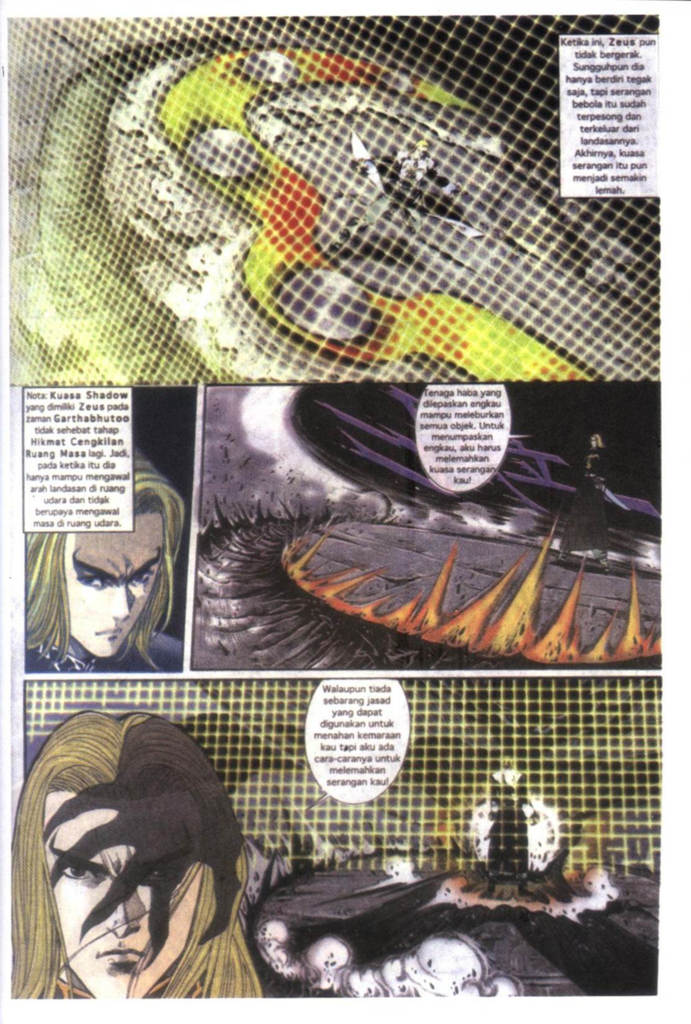 Ketika ini, Zeus pun
tidak bergerak.
Sungguhpun dia
hanya berdiri tegak
saja, tapi serangan
bebola itu sudah
terpesong dan
terkeluar dari
landasannya.
Akhirnya, kuasa
serangan itu pun
menjadi semakin
lemah.
Nota: Kuasa Shadow
yang dimiliki Zeus pada
zaman Garthabhutoo
tidak sehebat tahap
Hikmat Cengkilan
Ruang Masa lagi. Jadi,
pada ketika itu dia
hanya mampu mengawal
arah landasan di ruang
udara dan tidak
berupaya mengawal
masa di ruang udara.
Tenaga haba yang
dilepaskan engkau
mampu meleburkan
semua objek. Untuk
menumpaskan
engkau, aku harus
melemahkan
kuasa serangan
kau!
Walaupun tiada
sebarang jasad
yang dapat
digunakan untuk
menahan kemaraan
kau tapi aku ada
cara-caranya untuk
melemahkan
serangan kau!